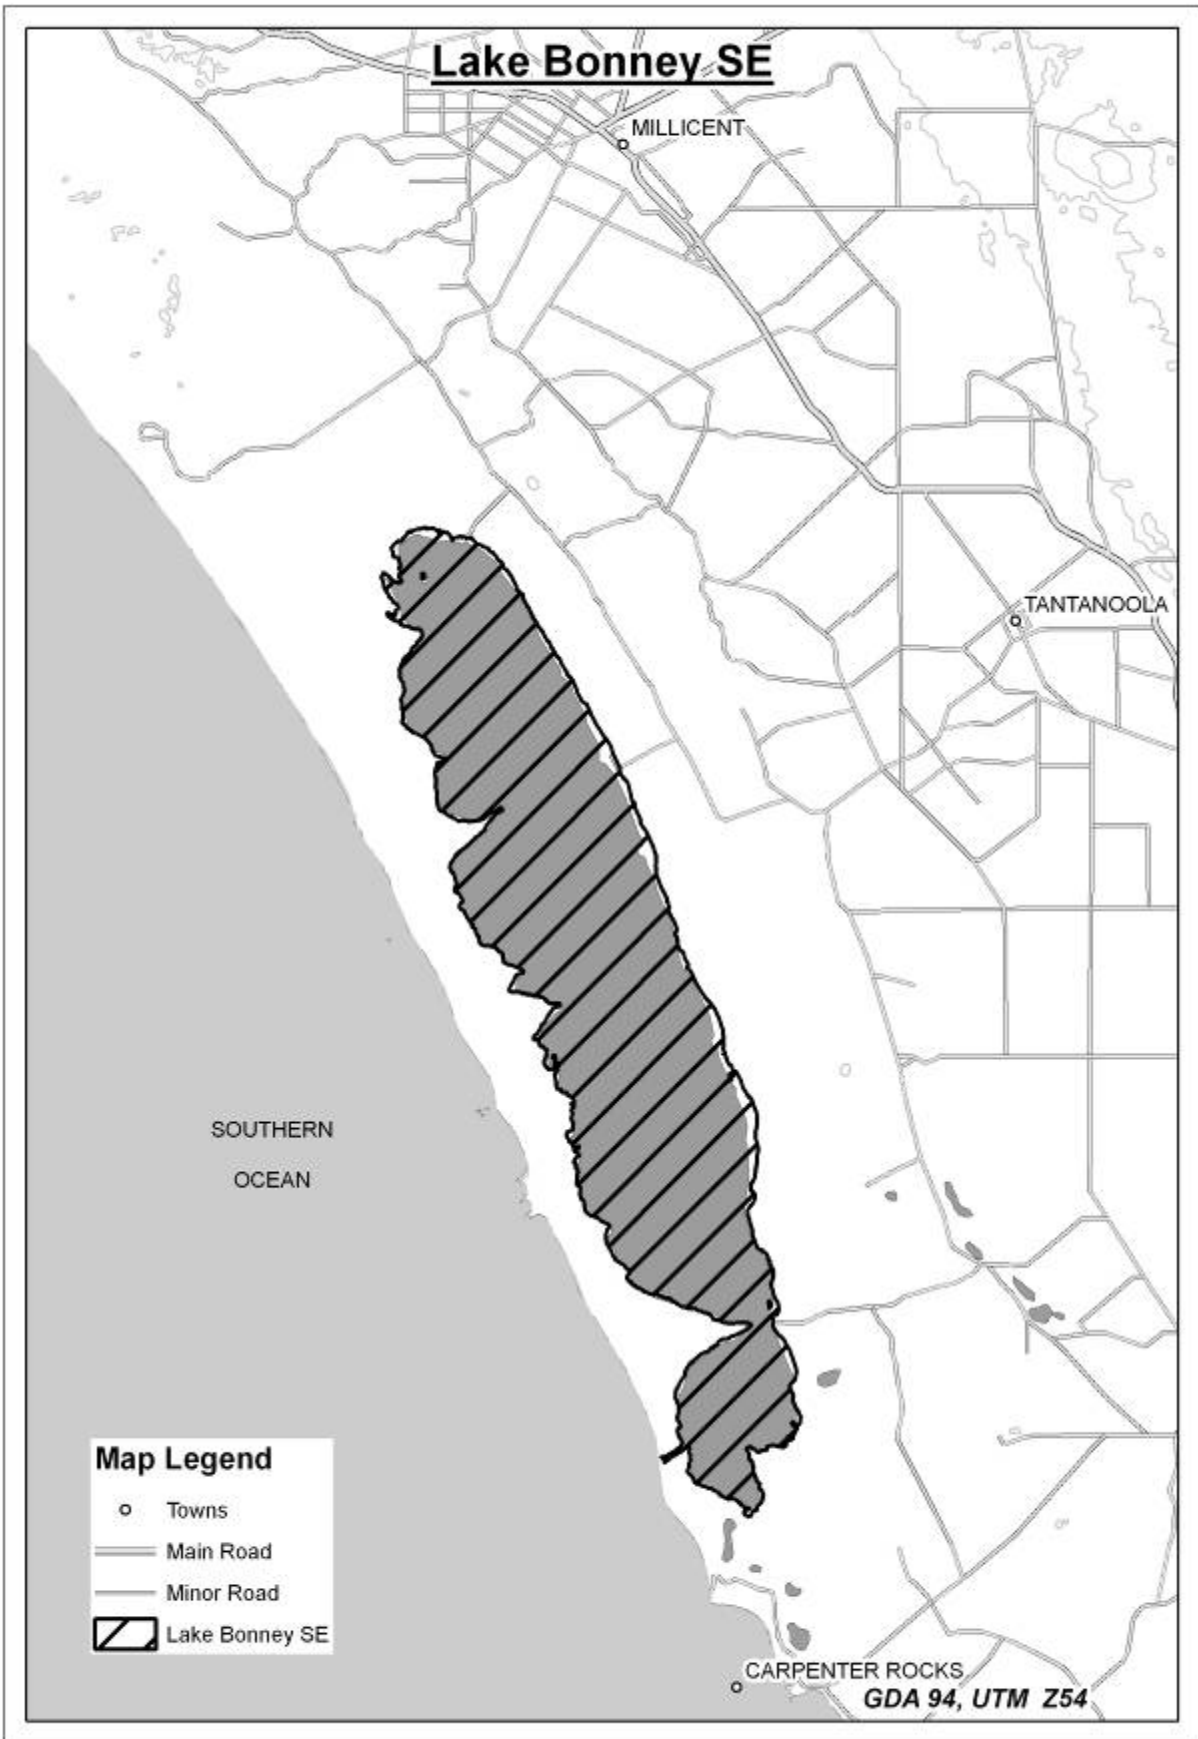 Lake Bonney SE
MILLICENT
TANTANOOLA
SOUTHERN
OCEAN
Map Legend
Towns
Main Road
Minor Road
Lake Bonney SE
CARPENTER ROCKS
GDA 94, UTM Z54